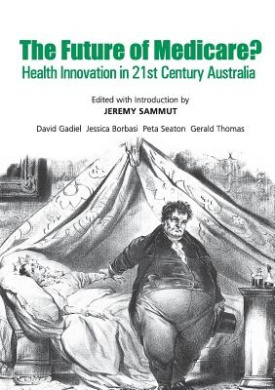 The Future of Medicare?
Health Innovation in 21st Century Australia
Edited with Introduction by
JEREMY SAMMUT
David Gadiel Jessica Borbasi Peta Seaton Gerald Thomas